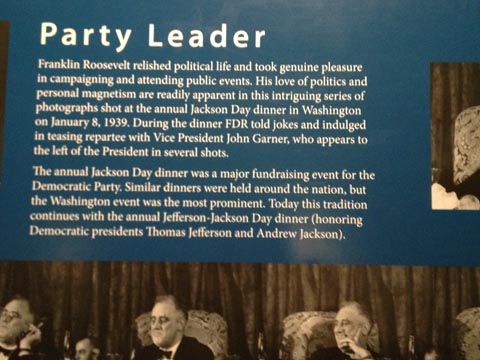 Party Leader
Franklin Roosevelt relished political life and took genuine pleasure
in campaigning and attending public events. His love of politics and
personal magnetism are readily apparent in this intriguing series of
photographs shot at the annual Jackson Day dinner in Washington
on January 8, 1939. During the dinner FDR told jokes and indulged
in teasing repartee with Vice President John Garner, who appears to
the left of the President in several shots.
The annual Jackson Day dinner was a major fundraising event for the
Democratic Party. Similar dinners were held around the nation, but
the Washington event was the most prominent. Today this tradition
continues with the annual Jefferson-Jackson Day dinner (honoring
Democratic presidents Thomas Jefferson and Andrew Jackson).